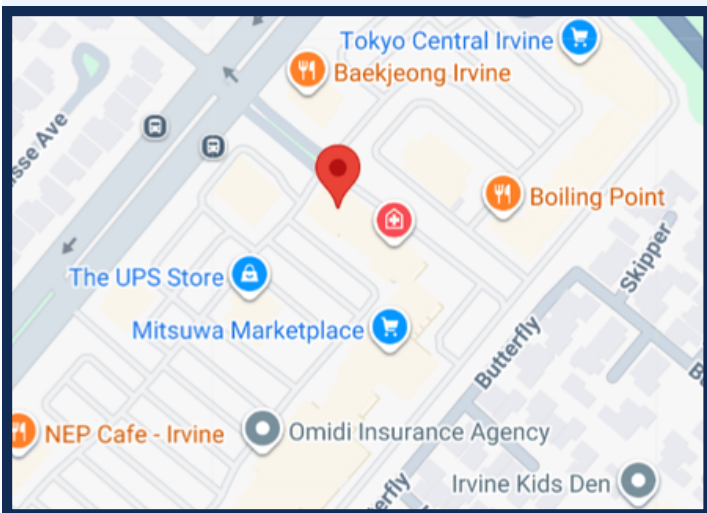 Tokyo Central Irvine
Baekjeong Irvine
sse Ave
Boiling Point
Skipper
The UPS Store
Mitsuwa Marketplace
Butterfly
B
NEP Cafe - Irvine
Omidi Insurance Agency
erfly
Irvine Kids Den